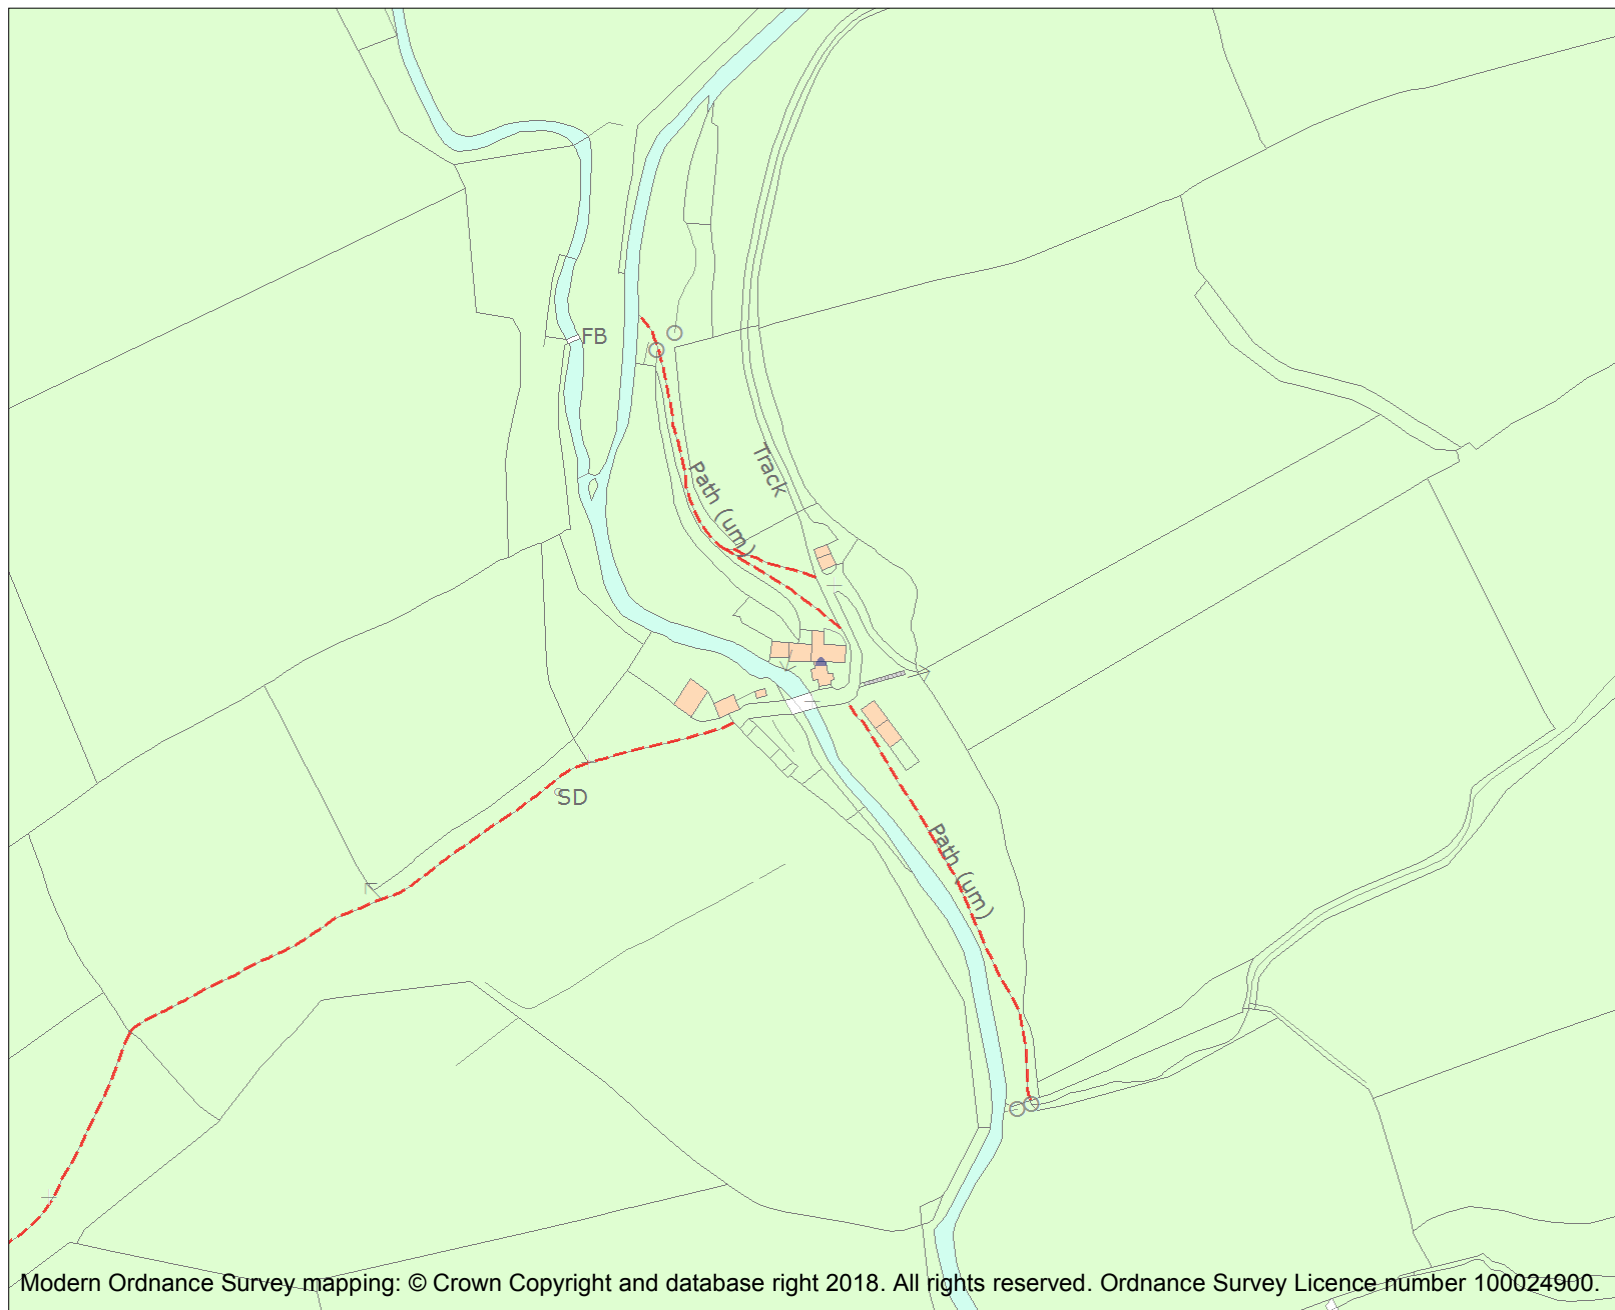 FB
Track
Path (um)
SD
Path (um)
Modern Ordnance Survey mapping: © Crown Copyright and database right 2018. All rights reserved. Ordnance Survey Licence number 100024900.